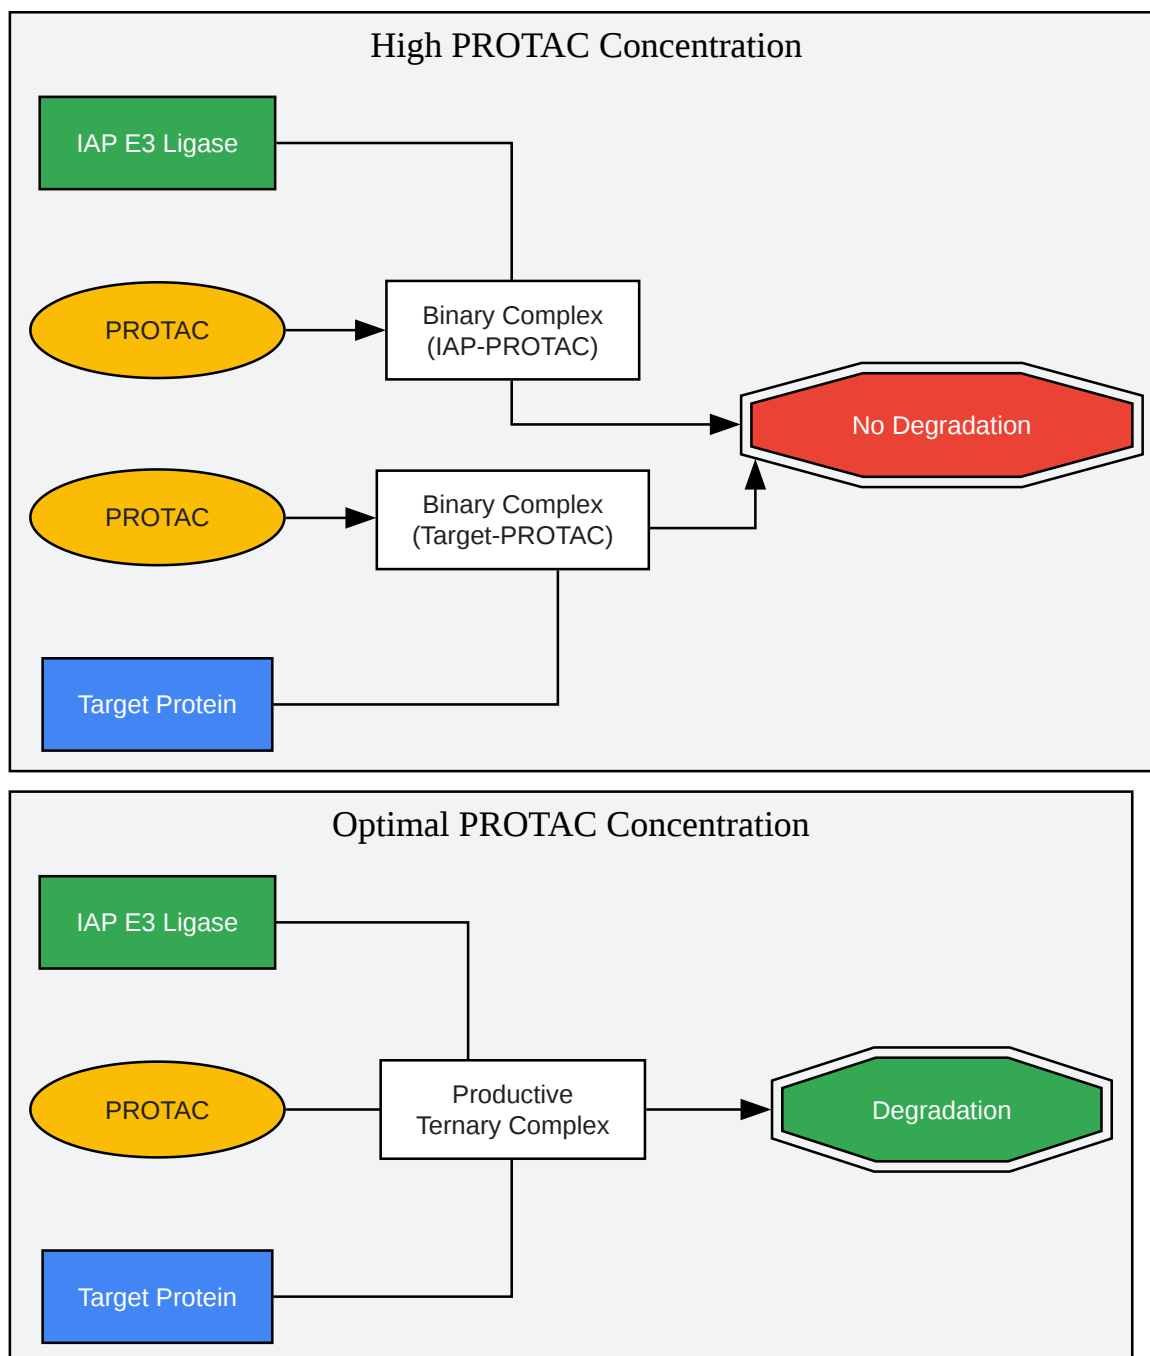 High PROTAC Concentration
IAP E3 Ligase
PROTAC
Binary Complex
(IAP-PROTAC)
No Degradation
PROTAC
Binary Complex
(Target-PROTAC)
Target Protein
Optimal PROTAC Concentration
IAP E3 Ligase
PROTAC
Productive
Ternary Complex
Degradation
Target Protein